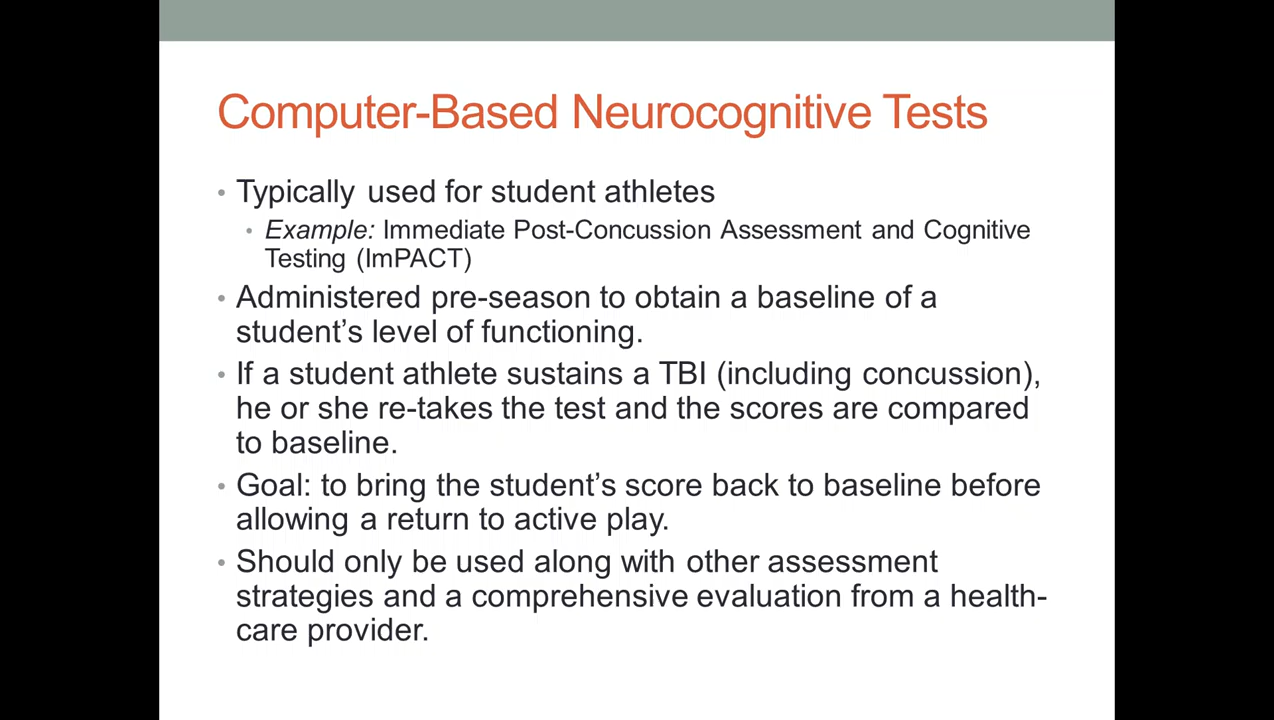 Computer-Based Neurocognitive Tests
• Typically used for student athletes
• Example: Immediate Post-Concussion Assessment and Cognitive
Testing (ImPACT)
• Administered pre-season to obtain a baseline of a
student’s level of functioning.
• If a student athlete sustains a TBI (including concussion),
he or she re-takes the test and the scores are compared
to baseline.
• Goal: to bring the student’s score back to baseline before
allowing a return to active play.
• Should only be used along with other assessment
strategies and a comprehensive evaluation from a health-
care provider.